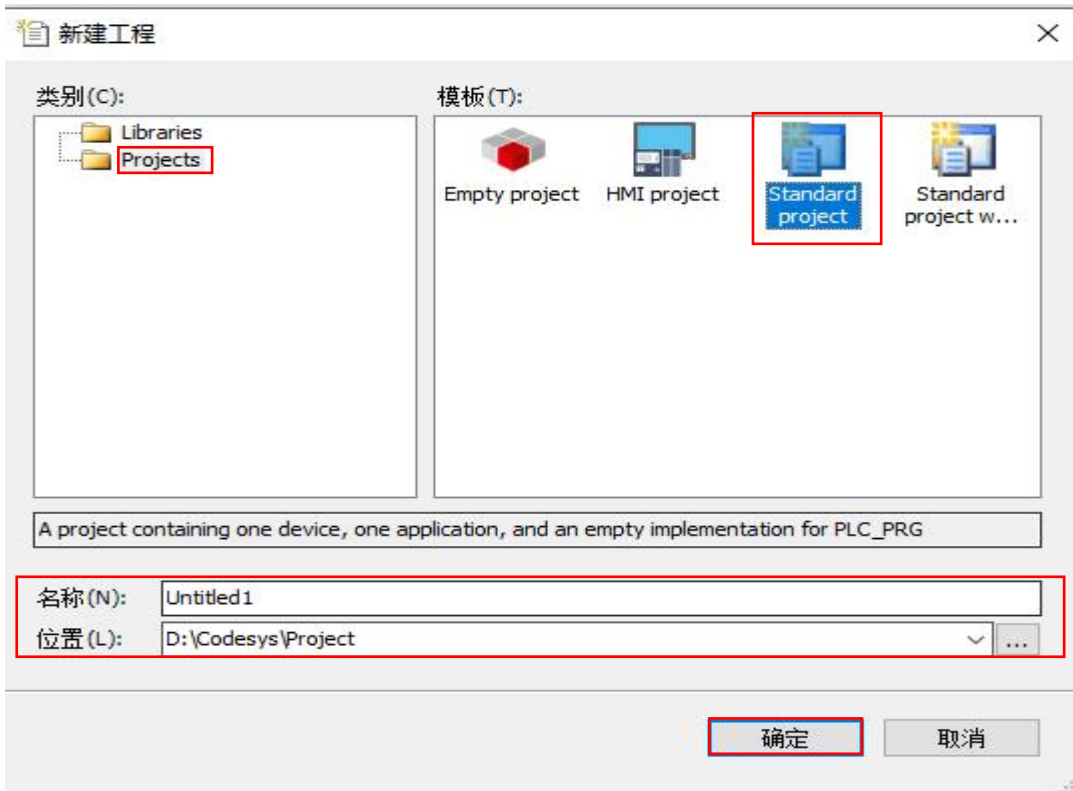 新建工程
类别(C):
模板(T):
Libraries
Projects
Empty project
HMI project
Standard
project
Standard
project w...
A project containing one device, one application, and an empty implementation for PLC_PRG
名称(N):
Untitled1
位置(L):
D:\Codesys\Project
...
确定
取消